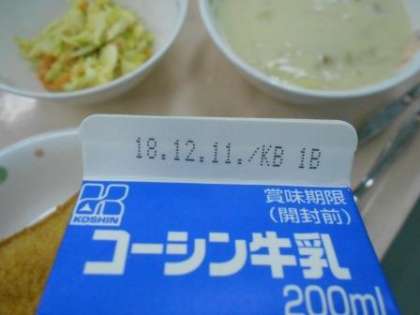 18.12.11./KB 1B
賞味期限
(開封前)
KOSHIN
コーシン牛乳
200ml